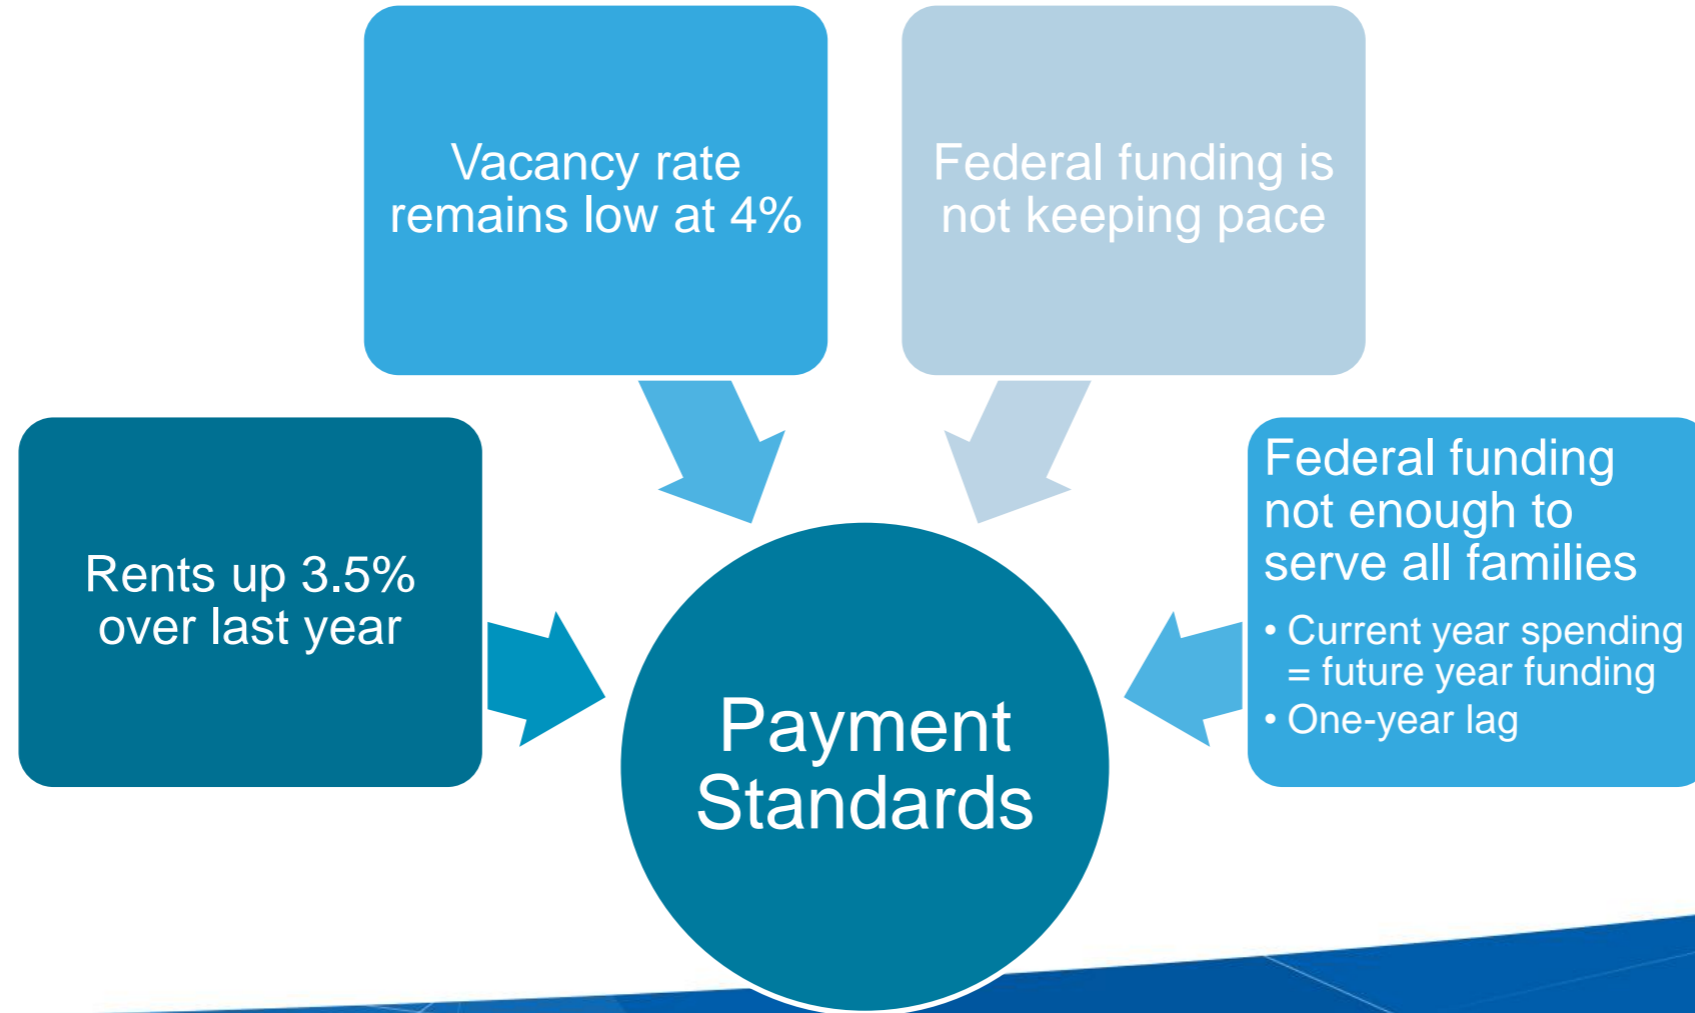 Vacancy rate
remains low at 4%
Federal funding is
not keeping pace
Rents up 3.5%
over last year
Federal funding
not enough to
serve all families
• Current year spending
= future year funding
• One-year lag
Payment
Standards